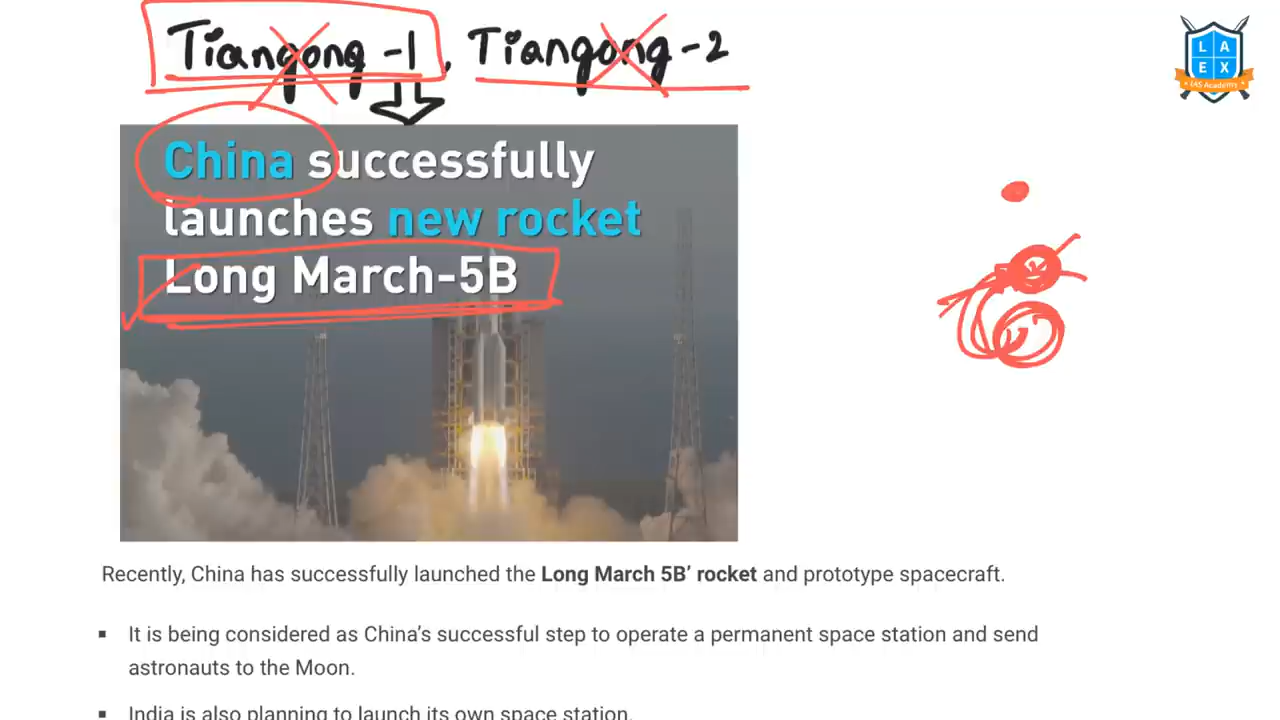 Tiangong -1, Tiangong -2
L A
E X
IAS Academy
China successfully
launches new rocket
Long March-5B
Recently, China has successfully launched the Long March 5B’ rocket and prototype spacecraft.
▪ It is being considered as China’s successful step to operate a permanent space station and send
astronauts to the Moon.
▪ India is also planning to launch its own space station.